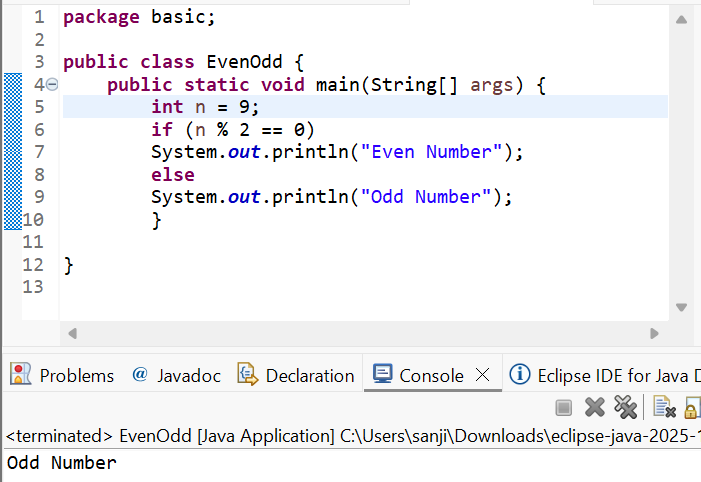 1 package basic;
2
3 public class EvenOdd {
4 public static void main(String[] args) {
5 int n = 9;
6 if (n % 2 == 0)
7 System.out.println("Even Number");
8 else
9 System.out.println("Odd Number");
10 }
11
12 }
13
Problems @ Javadoc Declaration Console Eclipse IDE for Java D
<terminated> EvenOdd [Java Application] C:\Users\sanji\Downloads\eclipse-java-2025-1
Odd Number